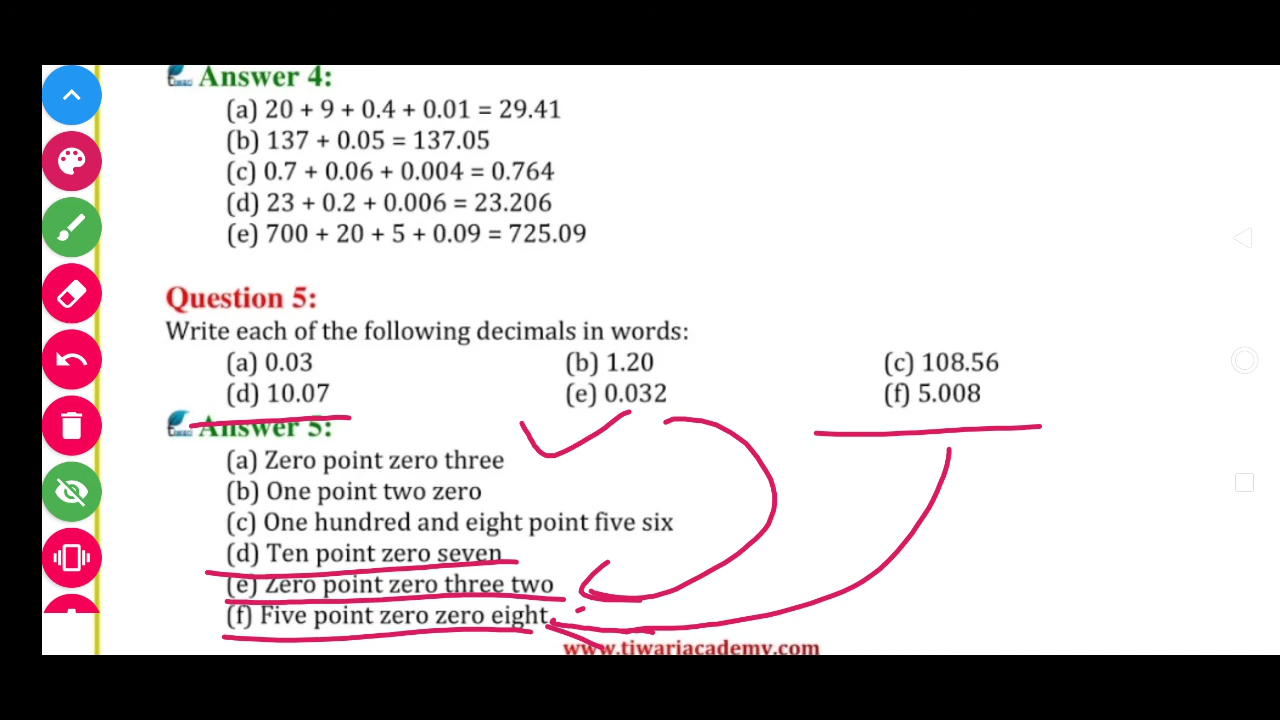 Answer 4:
(a) 20 + 9 + 0.4 + 0.01 = 29.41
(b) 137 + 0.05 = 137.05
(c) 0.7 + 0.06 + 0.004 = 0.764
(d) 23 + 0.2 + 0.006 = 23.206
(e) 700 + 20 + 5 + 0.09 = 725.09
Question 5:
Write each of the following decimals in words:
(a) 0.03 (b) 1.20 (c) 108.56
(d) 10.07 (e) 0.032 (f) 5.008
Answer 5:
(a) Zero point zero three
(b) One point two zero
(c) One hundred and eight point five six
(d) Ten point zero seven
(e) Zero point zero three two
(f) Five point zero zero eight.
www.tiwariacademy.com